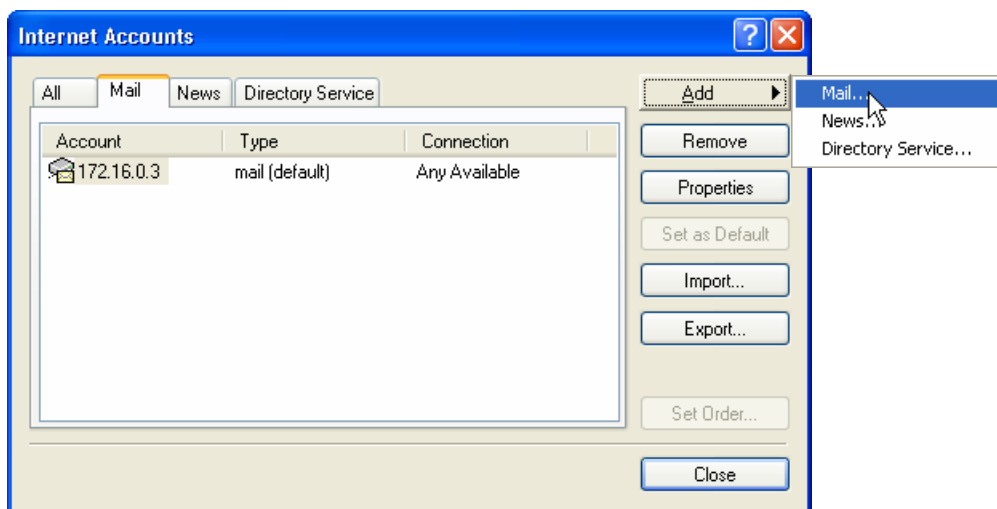 Internet Accounts
All Mail News Directory Service
Add
Mail...
News...
Directory Service...
Account Type Connection
172.16.0.3 mail (default) Any Available
Remove
Properties
Set as Default
Import...
Export...
Set Order...
Close